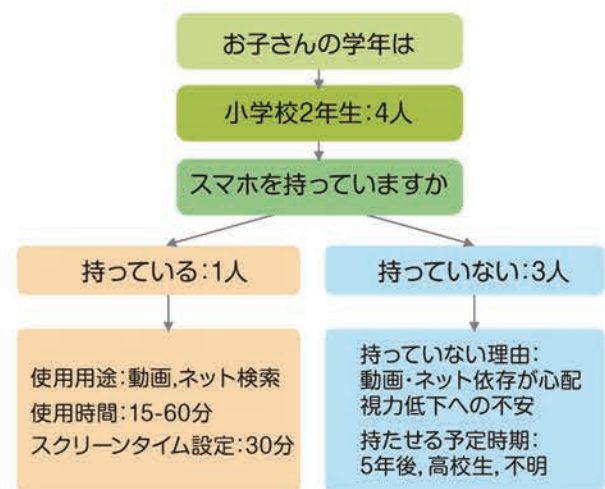 お子さんの学年は
小学校2年生:4人
スマホを持っていますか
持っている:1人
持っていない:3人
使用用途:動画,ネット検索
使用時間:15-60分
スクリーンタイム設定:30分
持っていない理由:
動画・ネット依存が心配
視力低下への不安
持たせる予定時期:
5年後,高校生,不明